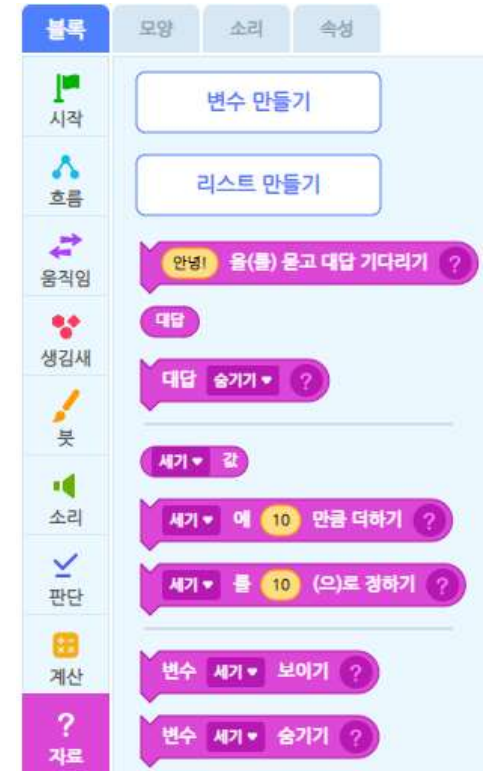 블록 모양 소리 속성
시작
흐름
움직임
생김새
붓
소리
판단
계산
?
자료
변수 만들기
리스트 만들기
안녕! 을(를) 묻고 대답 기다리기 ?
대답
대답 숨기기 ?
세기 값
세기 에 10 만큼 더하기 ?
세기 를 10 (으)로 정하기 ?
변수 세기 보이기 ?
변수 세기 숨기기 ?